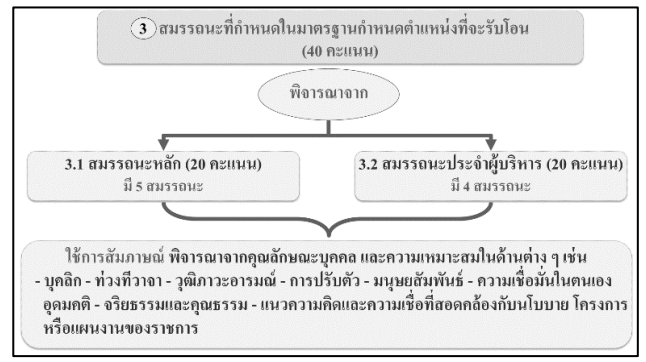 3 สมรรถนะที่กำหนดในมาตรฐานกำหนดตำแหน่งที่จะรับโอน
(40 คะแนน)
พิจารณาจาก
3.1 สมรรถนะหลัก (20 คะแนน)
มี 5 สมรรถนะ
3.2 สมรรถนะประจำผู้บริหาร (20 คะแนน)
มี 4 สมรรถนะ
ใช้การสัมภาษณ์ พิจารณาจากคุณลักษณะบุคคล และความเหมาะสมในด้านต่าง ๆ เช่น
- บุคลิก - ท่วงทีวาจา - วุฒิภาวะอารมณ์ - การปรับตัว - มนุษยสัมพันธ์ - ความเชื่อมั่นในตนเอง
อุดมคติ - จริยธรรมและคุณธรรม - แนวความคิดและความเชื่อที่สอดคล้องกับนโบบาย โครงการ
หรือแผนงานของราชการ